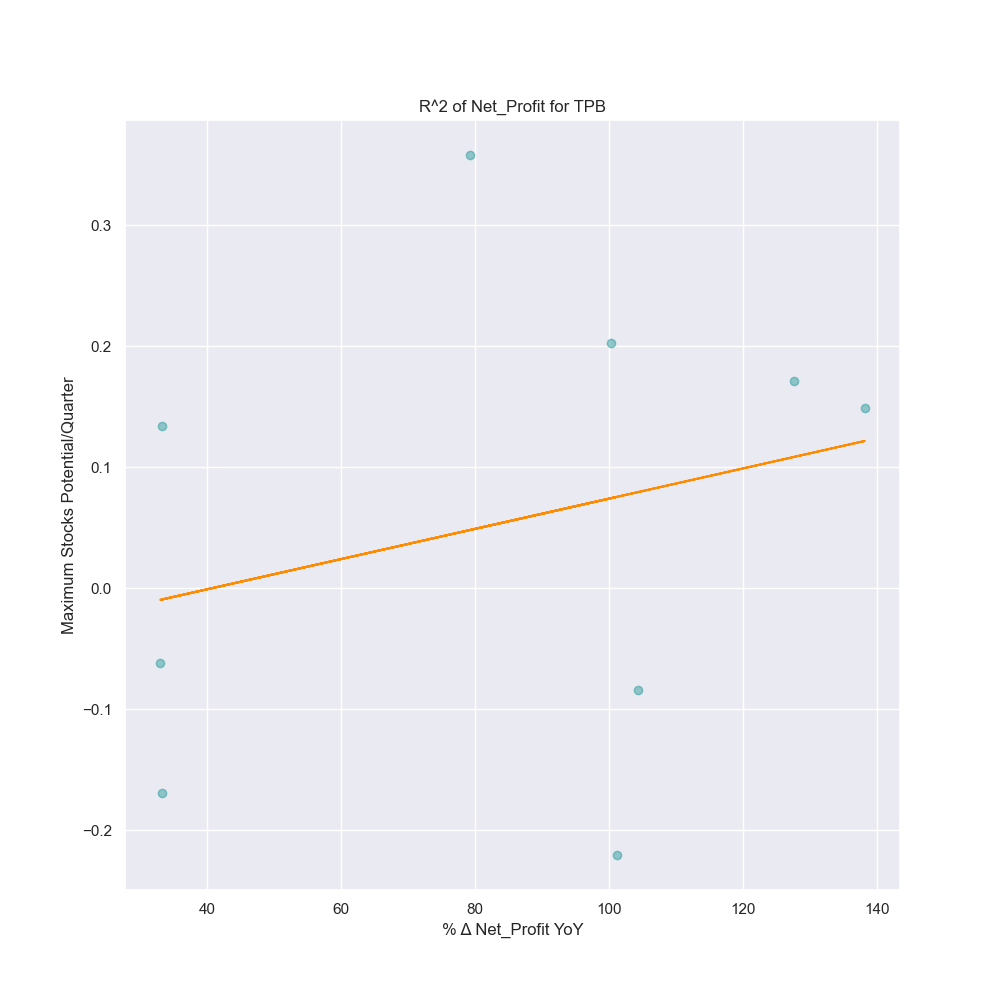 R^2 of Net_Profit for TPB
Maximum Stocks Potential/Quarter
0.3
0.2
0.1
0.0
−0.1
−0.2
40 60 80 100 120 140
% Δ Net_Profit YoY